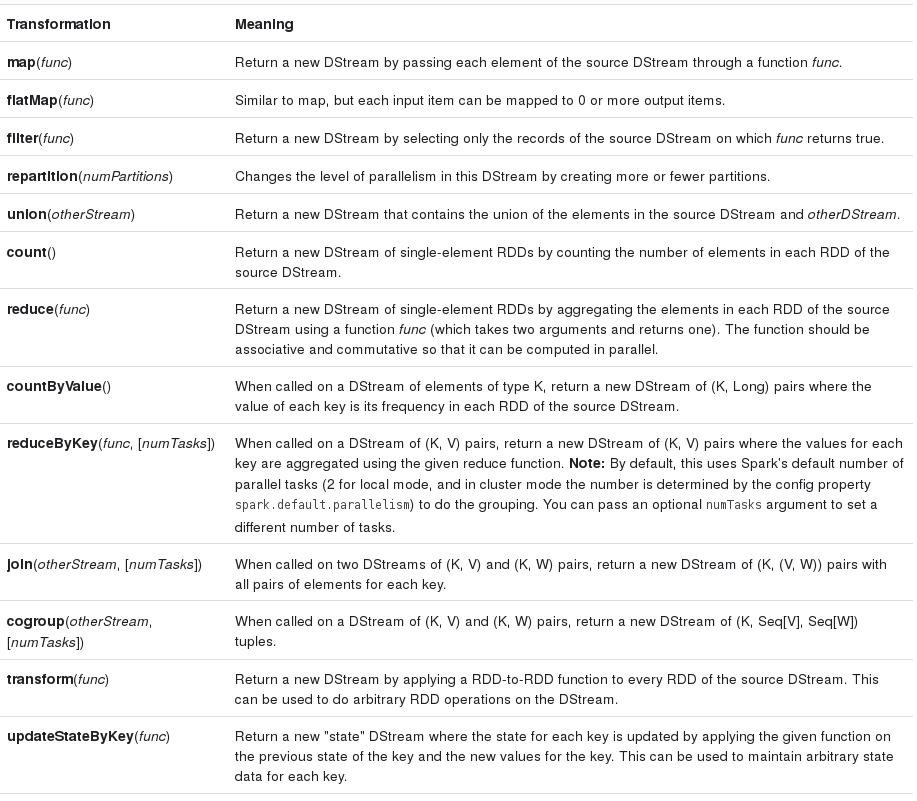 Transformation Meaning
map(func) Return a new DStream by passing each element of the source DStream through a function func.
flatMap(func) Similar to map, but each input item can be mapped to 0 or more output items.
filter(func) Return a new DStream by selecting only the records of the source DStream on which func returns true.
repartition(numPartitions) Changes the level of parallelism in this DStream by creating more or fewer partitions.
union(otherStream) Return a new DStream that contains the union of the elements in the source DStream and otherDStream.
count() Return a new DStream of single-element RDDs by counting the number of elements in each RDD of the
source DStream.
reduce(func) Return a new DStream of single-element RDDs by aggregating the elements in each RDD of the source
DStream using a function func (which takes two arguments and returns one). The function should be
associative and commutative so that it can be computed in parallel.
countByValue() When called on a DStream of elements of type K, return a new DStream of (K, Long) pairs where the
value of each key is its frequency in each RDD of the source DStream.
reduceByKey(func, [numTasks]) When called on a DStream of (K, V) pairs, return a new DStream of (K, V) pairs where the values for each
key are aggregated using the given reduce function. Note: By default, this uses Spark's default number of
parallel tasks (2 for local mode, and in cluster mode the number is determined by the config property
spark.default.parallelism) to do the grouping. You can pass an optional numTasks argument to set a
different number of tasks.
join(otherStream, [numTasks]) When called on two DStreams of (K, V) and (K, W) pairs, return a new DStream of (K, (V, W)) pairs with
all pairs of elements for each key.
cogroup(otherStream, When called on a DStream of (K, V) and (K, W) pairs, return a new DStream of (K, Seq[V], Seq[W])
[numTasks]) tuples.
transform(func) Return a new DStream by applying a RDD-to-RDD function to every RDD of the source DStream. This
can be used to do arbitrary RDD operations on the DStream.
updateStateByKey(func) Return a new "state" DStream where the state for each key is updated by applying the given function on
the previous state of the key and the new values for the key. This can be used to maintain arbitrary state
data for each key.